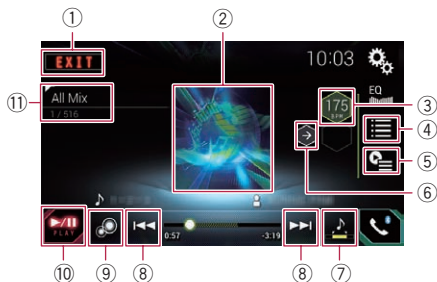 ① ②
EXIT
10:03
EQ
⑪ All Mix
1 / 516
175
BPM
③
④
⑤
⑥
0:57 -3:19
PLAY
⑩ ⑨ ⑧ ⑧ ⑦